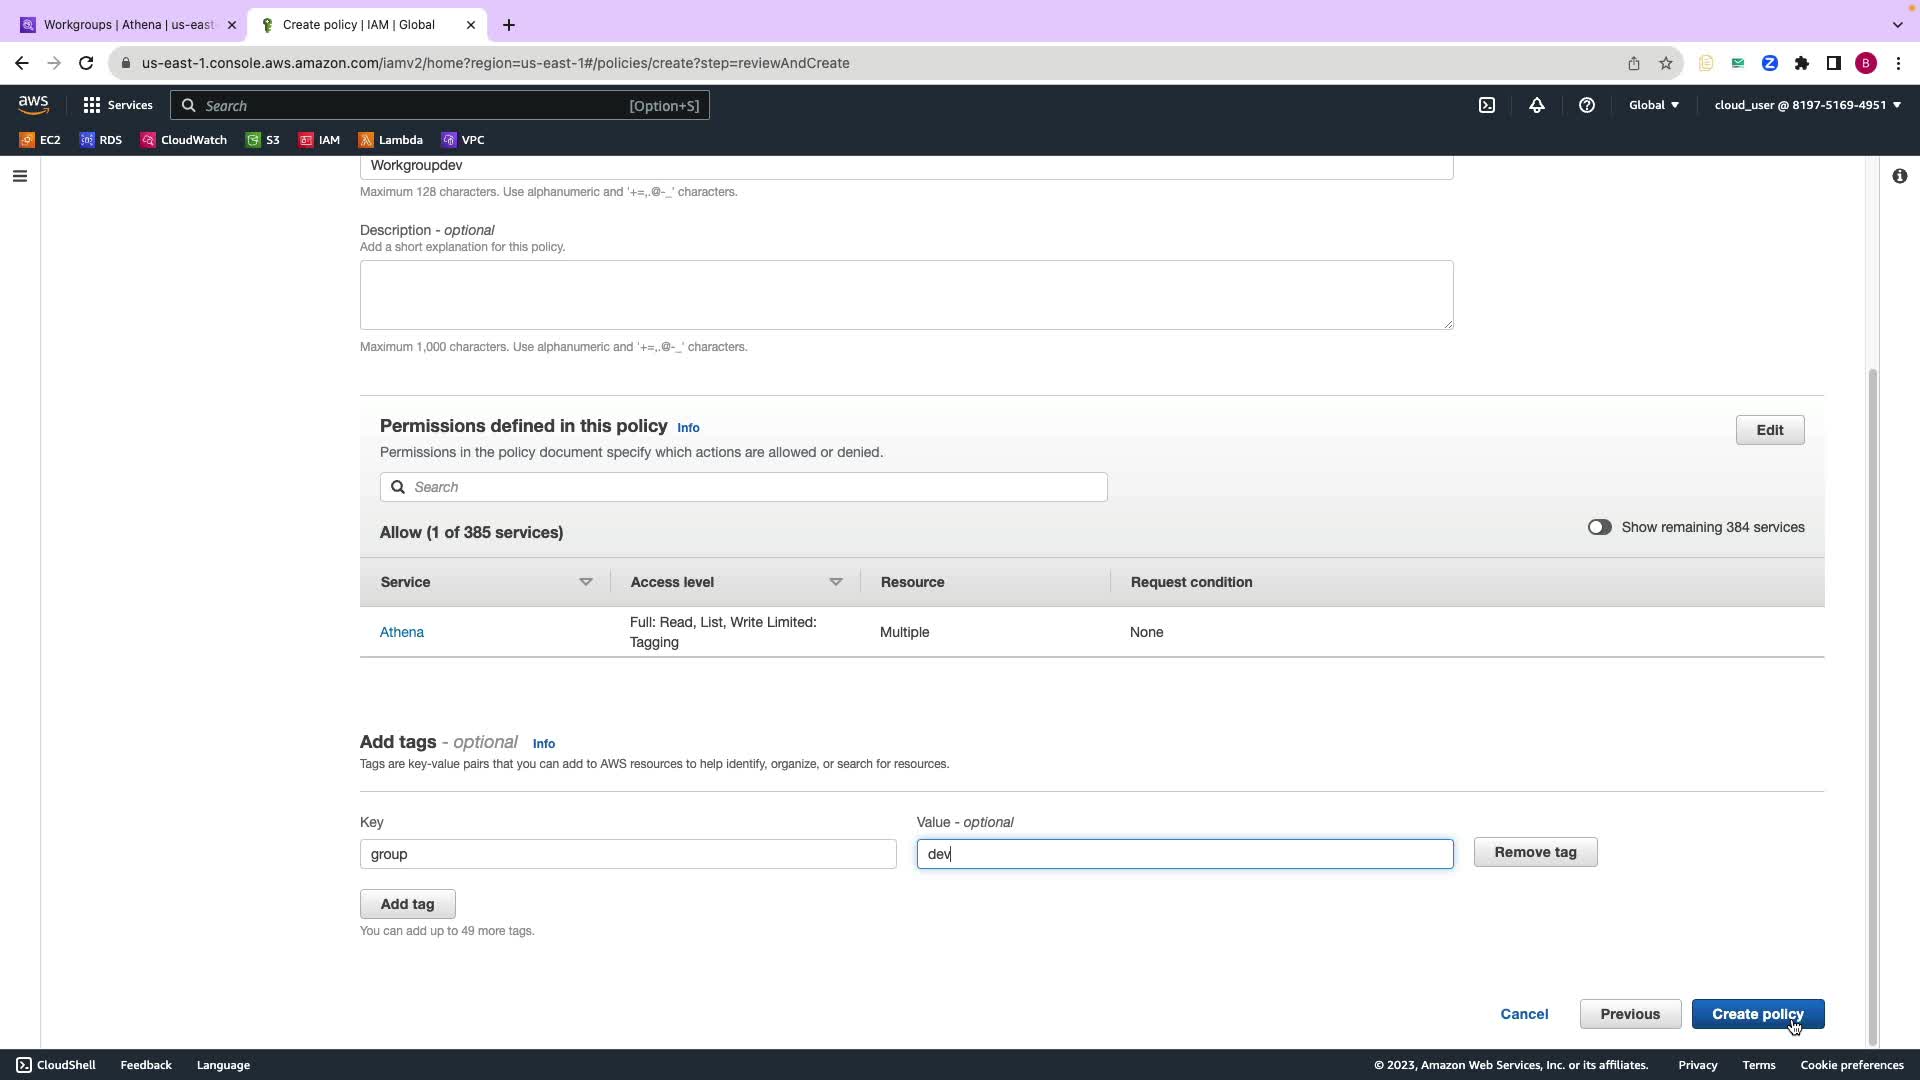 Workgroups | Athena | us-east-
Create policy | IAM | Global
us-east-1.console.aws.amazon.com/iamv2/home?region=us-east-1#/policies/create?step=reviewAndCreate
B
aws
Services
Search
[Option+S]
Global
cloud_user @ 8197-5169-4951
EC2
RDS
CloudWatch
S3
IAM
Lambda
VPC
Workgroupdev
Maximum 128 characters. Use alphanumeric and '+=,.@-_' characters.
Description - optional
Add a short explanation for this policy.
Maximum 1,000 characters. Use alphanumeric and '+=,.@-_' characters.
Permissions defined in this policy Info
Edit
Permissions in the policy document specify which actions are allowed or denied.
Search
Allow (1 of 385 services)
Show remaining 384 services
Service
Access level
Resource
Request condition
Athena
Full: Read, List, Write Limited:
Tagging
Multiple
None
Add tags - optional Info
Tags are key-value pairs that you can add to AWS resources to help identify, organize, or search for resources.
Key
Value - optional
group
dev
Remove tag
Add tag
You can add up to 49 more tags.
Cancel
Previous
Create policy
CloudShell
Feedback
Language
© 2023, Amazon Web Services, Inc. or its affiliates.
Privacy
Terms
Cookie preferences